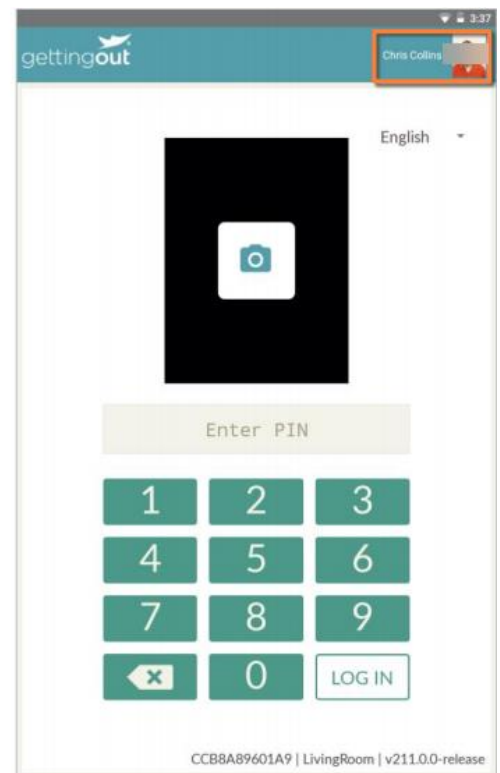 3:37
gettingout
Chris Collins
English
Enter PIN
1 2 3
4 5 6
7 8 9
0 LOG IN
CCB8A89601A9 | LivingRoom | v211.0.0-release